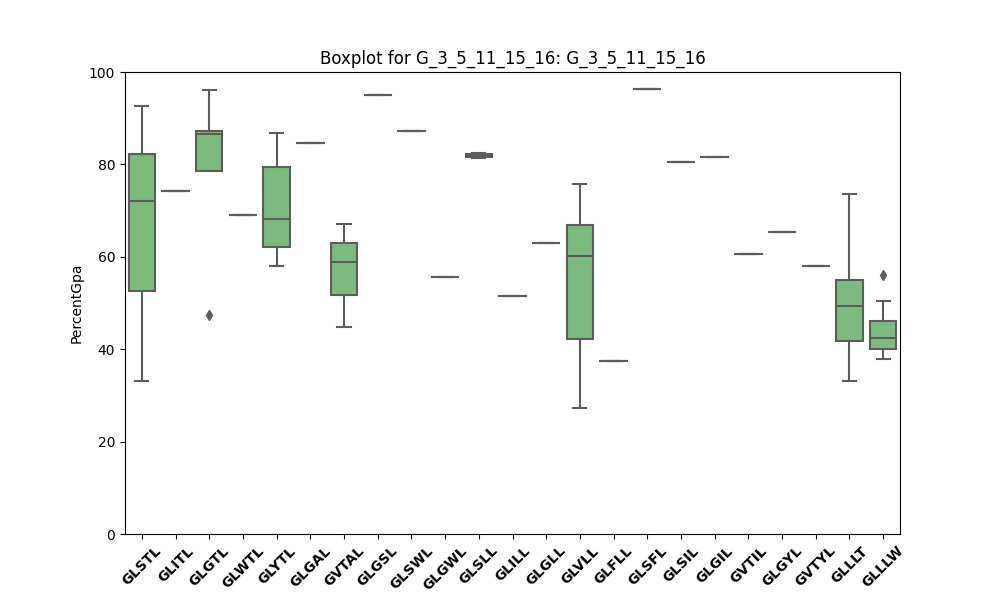 Boxplot for G_3_5_11_15_16: G_3_5_11_15_16
PercentGpa
100
80
60
40
20
0
GLSTL
GLITL
GLGTL
GLWTL
GLYTL
GLGAL
GVTAL
GLGSL
GLSWL
GLGWL
GLSLL
GLILL
GLGLL
GLVLL
GLFLL
GLSFL
GLSIL
GLGIL
GVTIL
GLGYL
GVTYL
GLLLT
GLLLW